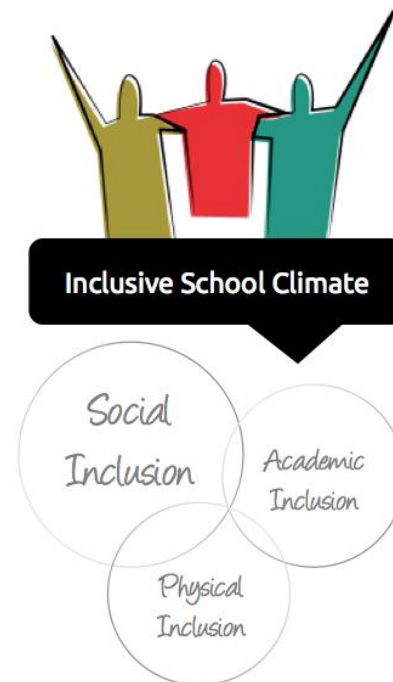 Inclusive School Climate
Social
Inclusion
Academic
Inclusion
Physical
Inclusion